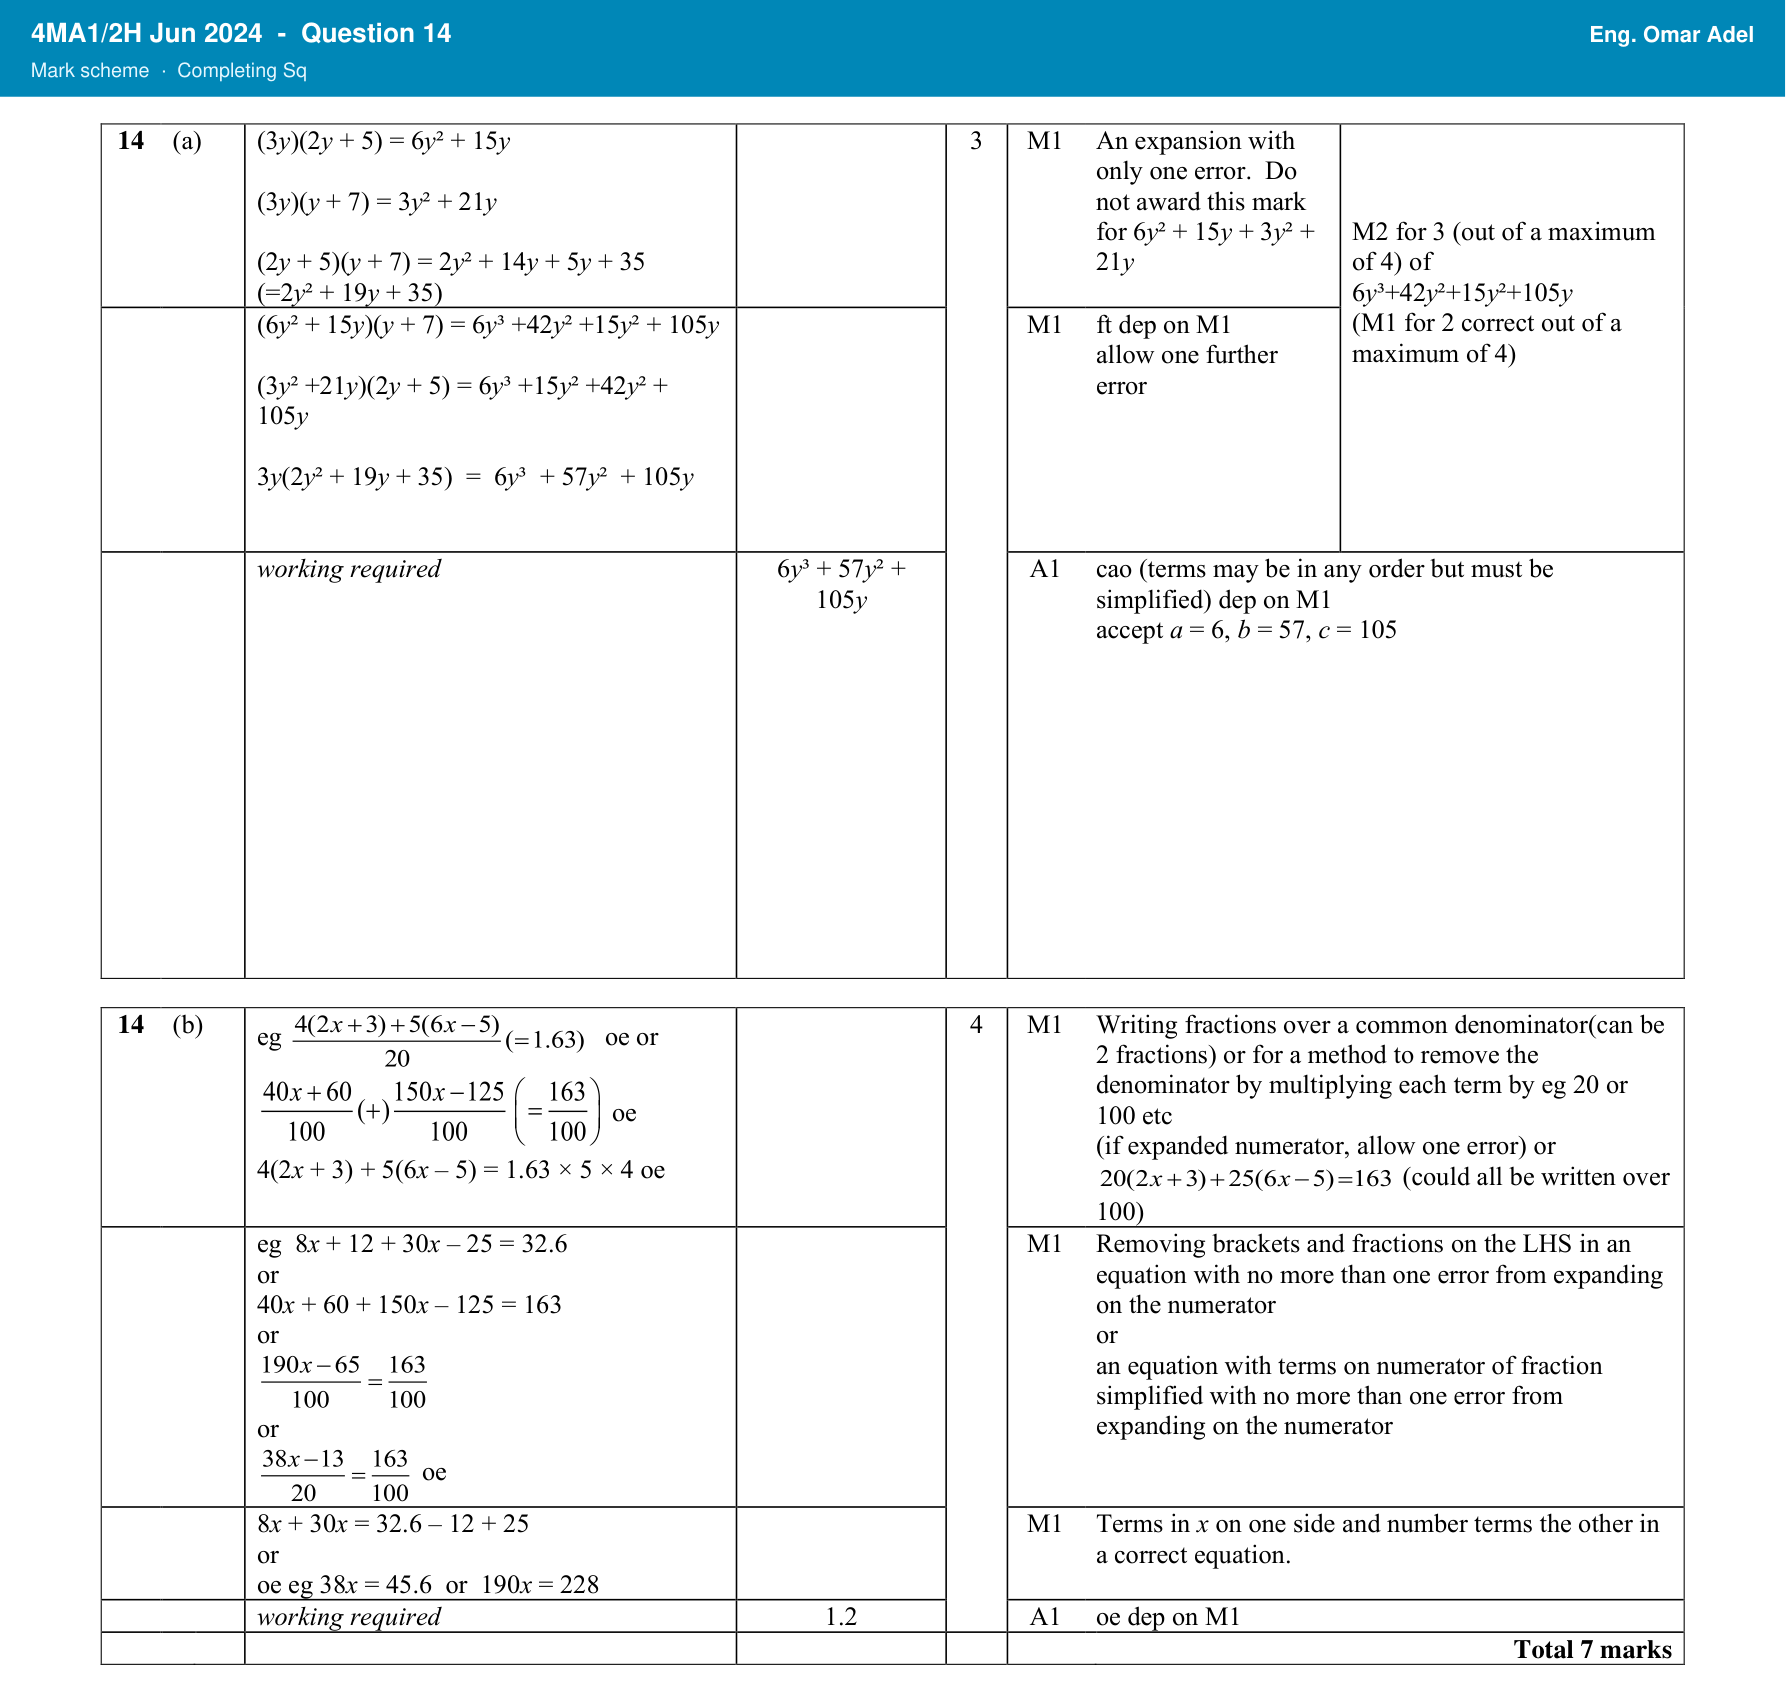 4MA1/2H Jun 2024 - Question 14
Eng. Omar Adel
Mark scheme · Completing Sq
14 (a)
(3y)(2y + 5) = 6y² + 15y
(3y)(y + 7) = 3y² + 21y
(2y + 5)(y + 7) = 2y² + 14y + 5y + 35
(=2y² + 19y + 35)
3
M1
An expansion with
only one error. Do
not award this mark
for 6y² + 15y + 3y² +
21y
M2 for 3 (out of a maximum
of 4) of
6y³+42y²+15y²+105y
(M1 for 2 correct out of a
maximum of 4)
(6y² + 15y)(y + 7) = 6y³ +42y² +15y² + 105y
(3y² +21y)(2y + 5) = 6y³ +15y² +42y² +
105y
3y(2y² + 19y + 35) = 6y³ + 57y² + 105y
M1
ft dep on M1
allow one further
error
working required
6y³ + 57y² +
105y
A1
cao (terms may be in any order but must be
simplified) dep on M1
accept a = 6, b = 57, c = 105
14 (b)
eg 4(2x+3)+5(6x−5)/20 (=1.63) oe or
40x+60/100 (+) 150x−125/100 (= 163/100) oe
4(2x + 3) + 5(6x – 5) = 1.63 × 5 × 4 oe
4
M1
Writing fractions over a common denominator(can be
2 fractions) or for a method to remove the
denominator by multiplying each term by eg 20 or
100 etc
(if expanded numerator, allow one error) or
20(2x+3)+25(6x−5)=163 (could all be written over
100)
eg 8x + 12 + 30x – 25 = 32.6
or
40x + 60 + 150x – 125 = 163
or
190x−65/100 = 163/100
or
38x−13/20 = 163/100 oe
M1
Removing brackets and fractions on the LHS in an
equation with no more than one error from expanding
on the numerator
or
an equation with terms on numerator of fraction
simplified with no more than one error from
expanding on the numerator
8x + 30x = 32.6 – 12 + 25
or
oe eg 38x = 45.6 or 190x = 228
M1
Terms in x on one side and number terms the other in
a correct equation.
working required
1.2
A1
oe dep on M1
Total 7 marks